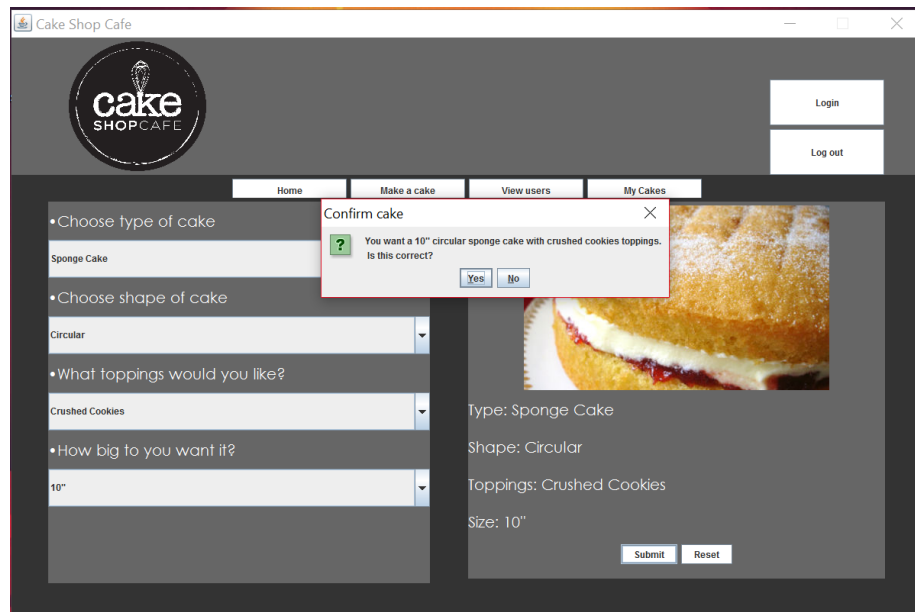 Cake Shop Cafe
cake
SHOPCAFE
Login
Log out
Home Make a cake View users My Cakes
Confirm cake
You want a 10" circular sponge cake with crushed cookies toppings.
Is this correct?
Yes No
•Choose type of cake
Sponge Cake
•Choose shape of cake
Circular
•What toppings would you like?
Crushed Cookies
•How big to you want it?
10"
Type: Sponge Cake
Shape: Circular
Toppings: Crushed Cookies
Size: 10"
Submit Reset